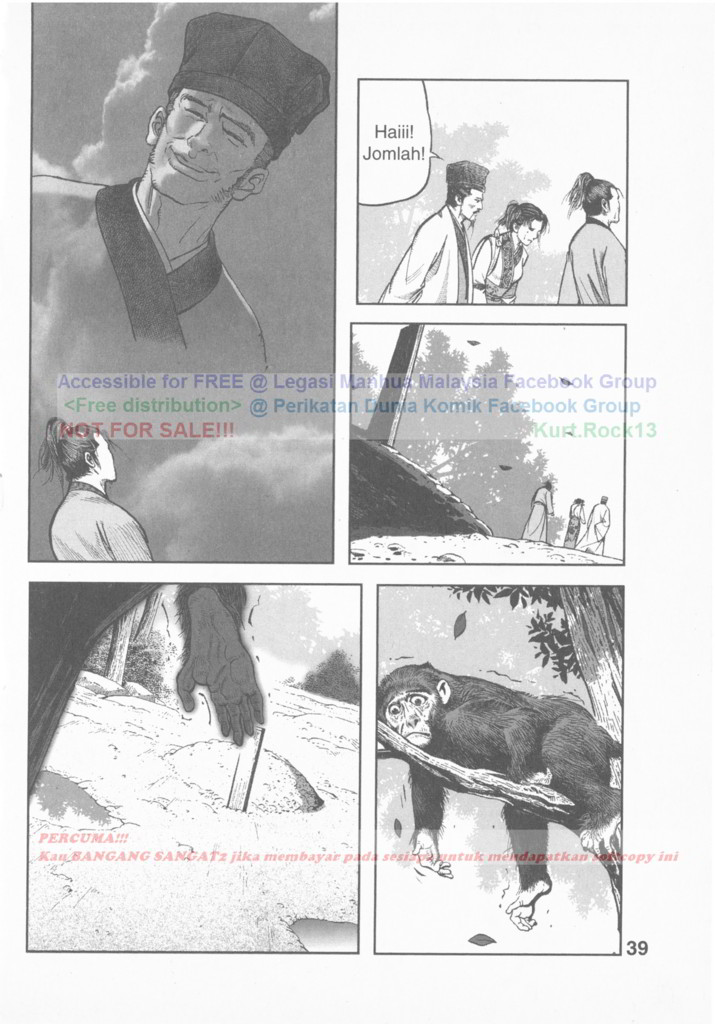 Haiii!
Jomlah!
Accessible for FREE @ Legasi Manhua Malaysia Facebook Group
<Free distribution> @ Perikatan Dunia Komik Facebook Group
NOT FOR SALE!!! Kurt.Rock13
PERCUMA!!!
Kau BANGANG SANGAT2 jika membayar pada sesiapa untuk mendapatkan softcopy ini
39